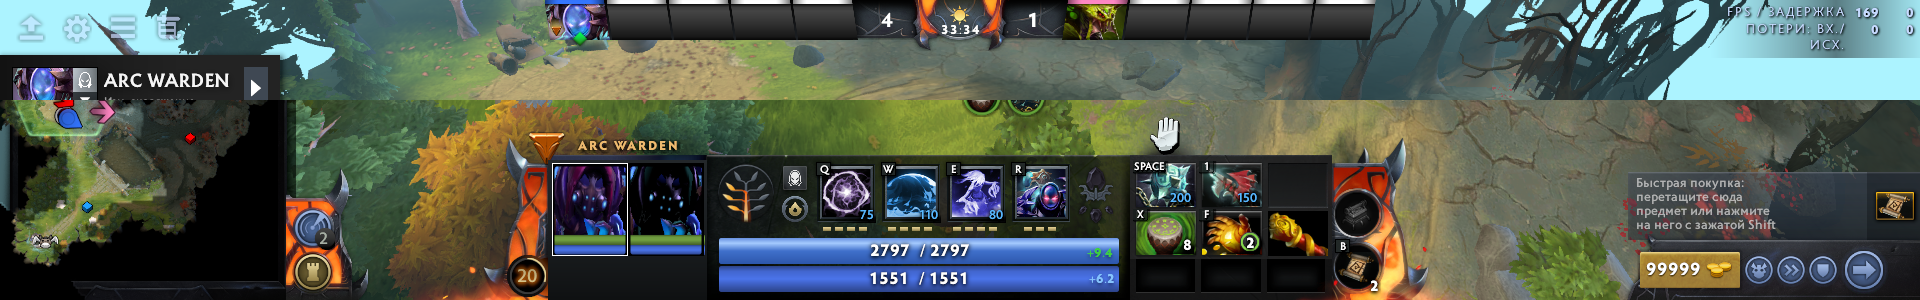 4
33:34
1
FPS / ЗАДЕРЖКА 169 0
ПОТЕРИ: ВХ./ 0 0
ИСХ.
ARC WARDEN
ARC WARDEN
Q
W
E
R
75
110
80
SPACE
200
1
150
X
8
F
2
B
2
2
20
2797 / 2797
+9.4
1551 / 1551
+6.2
Быстрая покупка:
перетащите сюда
предмет или нажмите
на него с зажатой Shift
99999